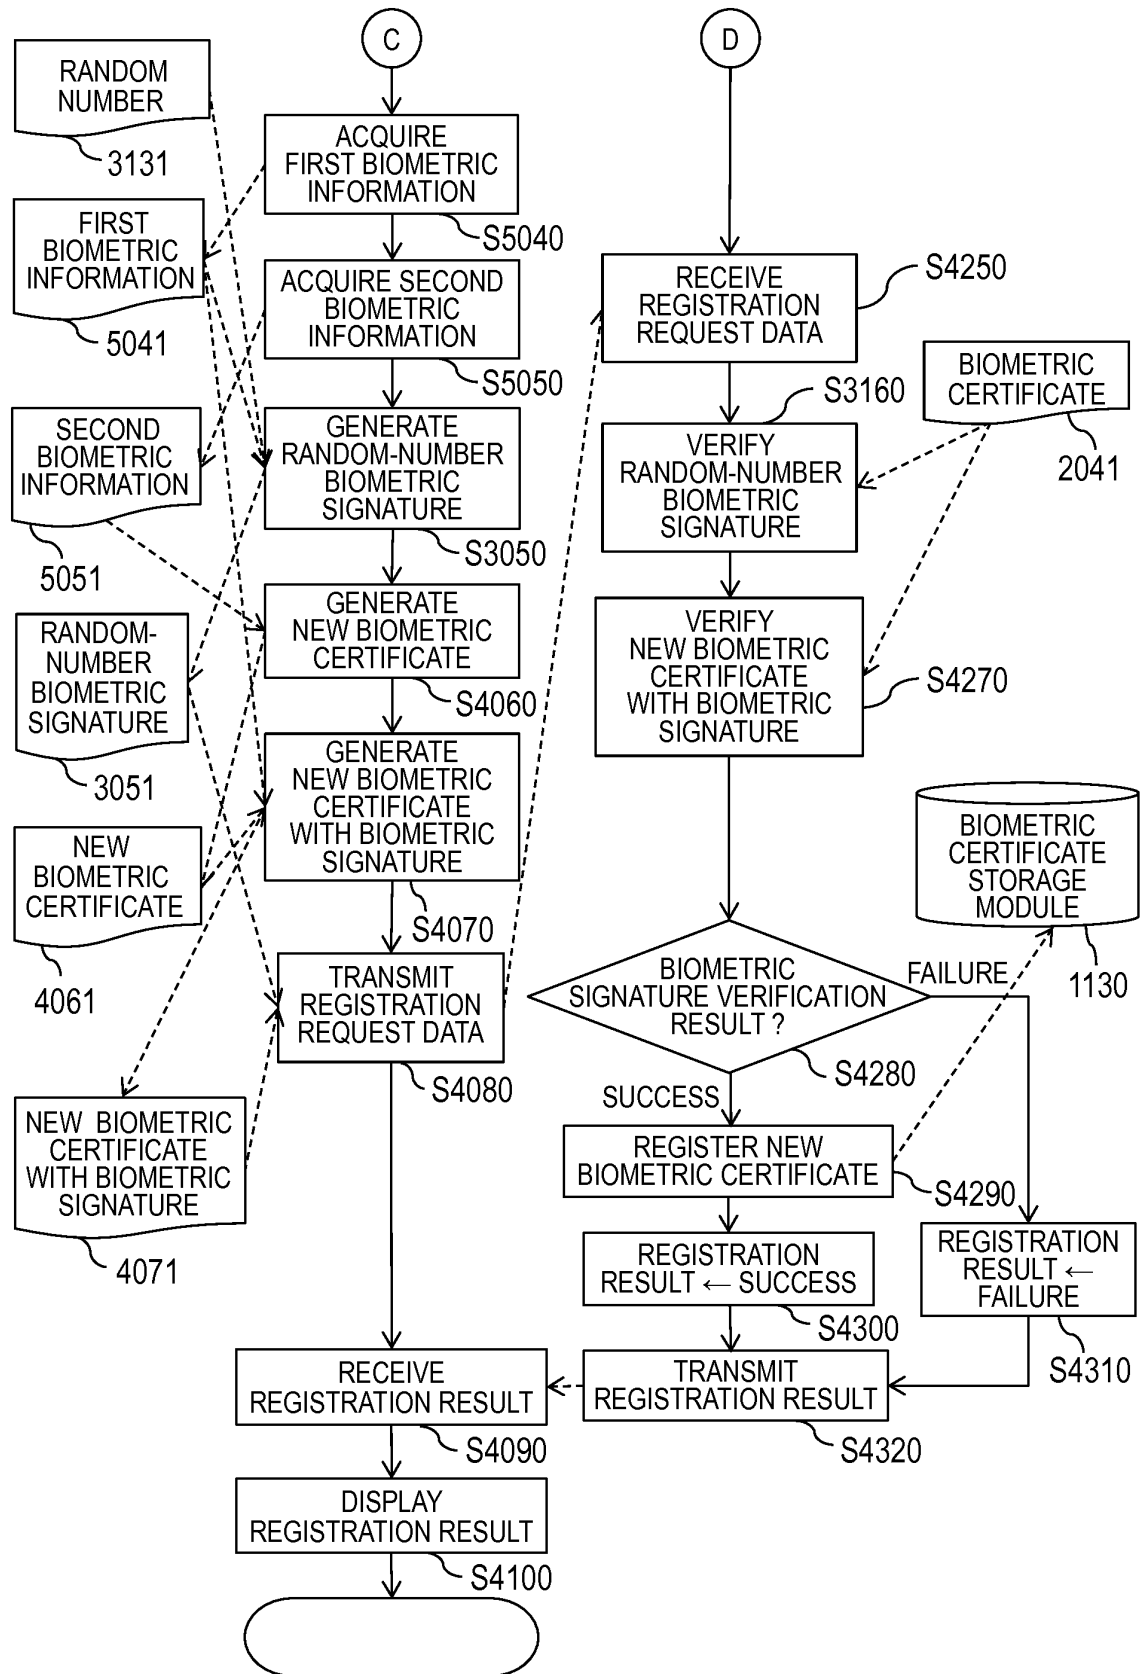 C
D
RANDOM
NUMBER
3131
ACQUIRE
FIRST BIOMETRIC
INFORMATION
S5040
FIRST
BIOMETRIC
INFORMATION
5041
ACQUIRE SECOND
BIOMETRIC
INFORMATION
S5050
RECEIVE
REGISTRATION
REQUEST DATA
S4250
SECOND
BIOMETRIC
INFORMATION
5051
GENERATE
RANDOM-NUMBER
BIOMETRIC
SIGNATURE
S3050
S3160
VERIFY
RANDOM-NUMBER
BIOMETRIC
SIGNATURE
BIOMETRIC
CERTIFICATE
2041
RANDOM-
NUMBER
BIOMETRIC
SIGNATURE
3051
GENERATE
NEW BIOMETRIC
CERTIFICATE
S4060
VERIFY
NEW BIOMETRIC
CERTIFICATE
WITH BIOMETRIC
SIGNATURE
S4270
GENERATE
NEW BIOMETRIC
CERTIFICATE
WITH BIOMETRIC
SIGNATURE
S4070
NEW
BIOMETRIC
CERTIFICATE
4061
BIOMETRIC
CERTIFICATE
STORAGE
MODULE
1130
TRANSMIT
REGISTRATION
REQUEST DATA
S4080
BIOMETRIC
SIGNATURE VERIFICATION
RESULT ?
S4280
FAILURE
SUCCESS
NEW BIOMETRIC
CERTIFICATE
WITH BIOMETRIC
SIGNATURE
4071
REGISTER NEW
BIOMETRIC CERTIFICATE
S4290
REGISTRATION
RESULT ← SUCCESS
S4300
REGISTRATION
RESULT ←
FAILURE
S4310
RECEIVE
REGISTRATION RESULT
S4090
TRANSMIT
REGISTRATION RESULT
S4320
DISPLAY
REGISTRATION RESULT
S4100